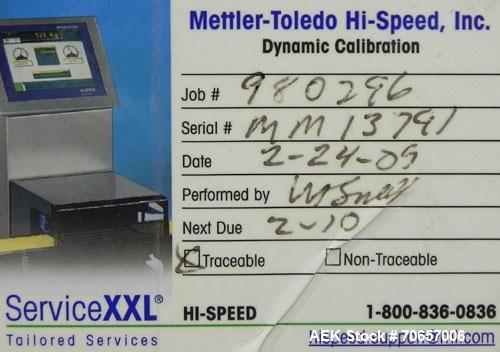 Mettler-Toledo Hi-Speed, Inc.
Dynamic Calibration
Job # 980296
Serial # MM13791
Date 2-24-09
Performed by
Next Due 2-10
Traceable Non-Traceable
ServiceXXL®
Tailored Services
HI-SPEED 1-800-836-0836
AEK Stock # 70657006